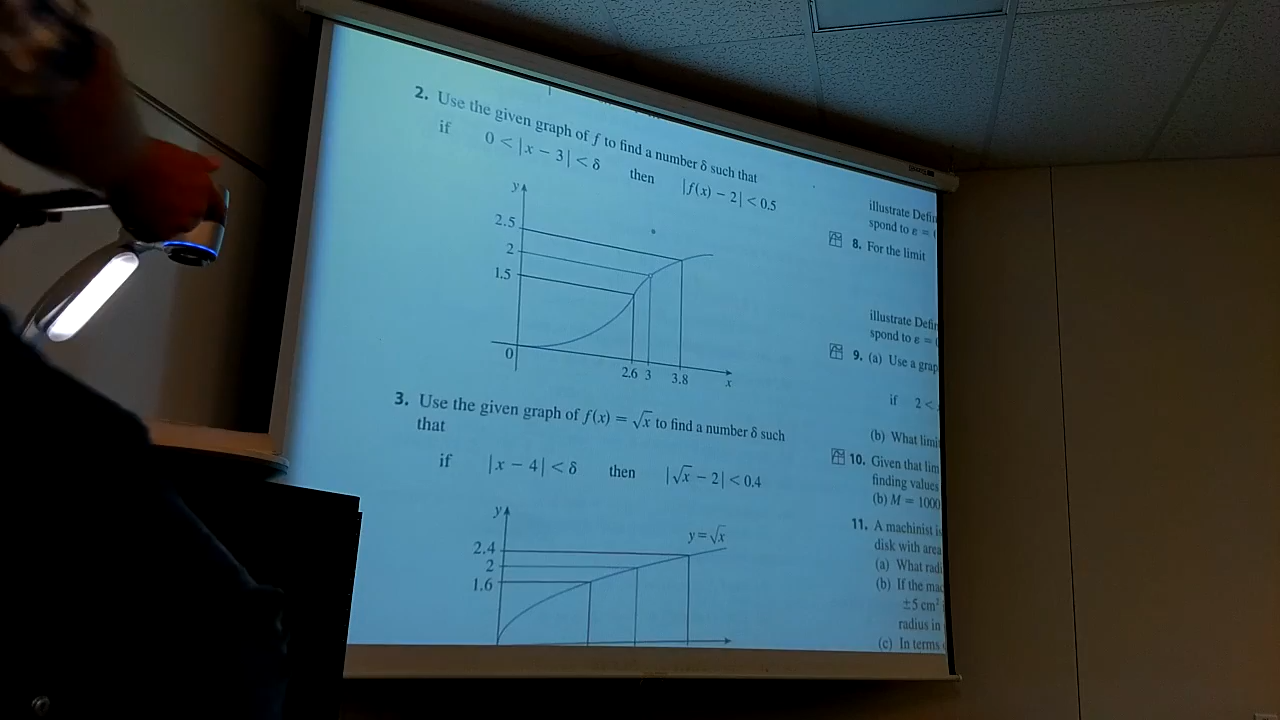 2. Use the given graph of f to find a number δ such that
if 0 < |x − 3| < δ then |f(x) − 2| < 0.5
y
2.5
2
1.5
0
2.6 3 3.8 x
3. Use the given graph of f(x) = √x to find a number δ such
that
if |x − 4| < δ then |√x − 2| < 0.4
y
y = √x
2.4
2
1.6
illustrate Defin
spond to ε =
8. For the limit
illustrate Defin
spond to ε =
9. (a) Use a grap
if 2 <
(b) What limi
10. Given that lim
finding values
(b) M = 1000
11. A machinist is
disk with area
(a) What radi
(b) If the mac
±5 cm²
radius in
(c) In terms